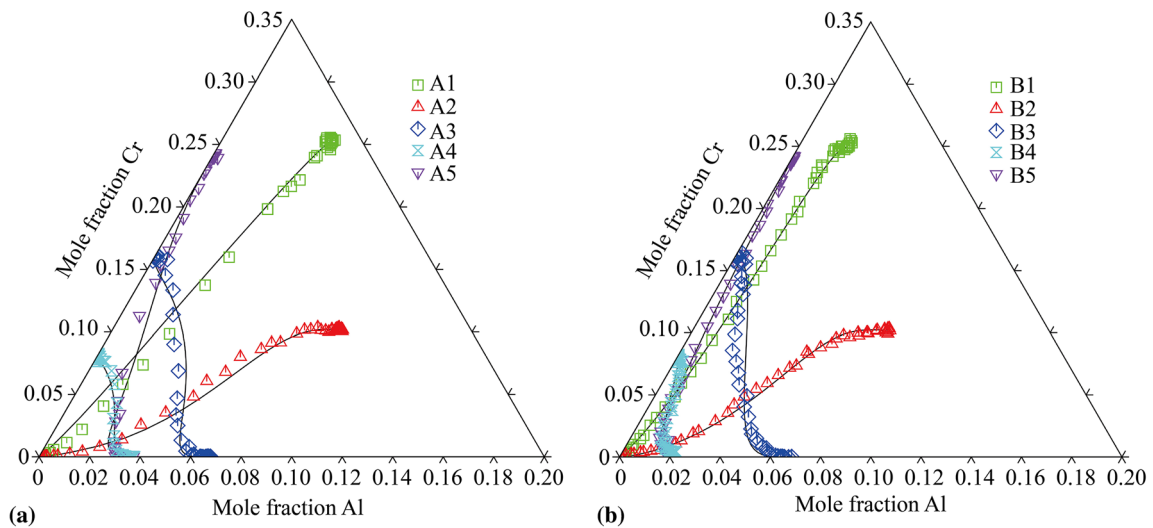 0.35
0.30
0.25
0.20
0.15
0.10
0.05
0
Mole fraction Cr
A1
A2
A3
A4
A5
0 0.02 0.04 0.06 0.08 0.10 0.12 0.14 0.16 0.18 0.20
Mole fraction Al
(a)
0.35
0.30
0.25
0.20
0.15
0.10
0.05
0
Mole fraction Cr
B1
B2
B3
B4
B5
0 0.02 0.04 0.06 0.08 0.10 0.12 0.14 0.16 0.18 0.20
Mole fraction Al
(b)